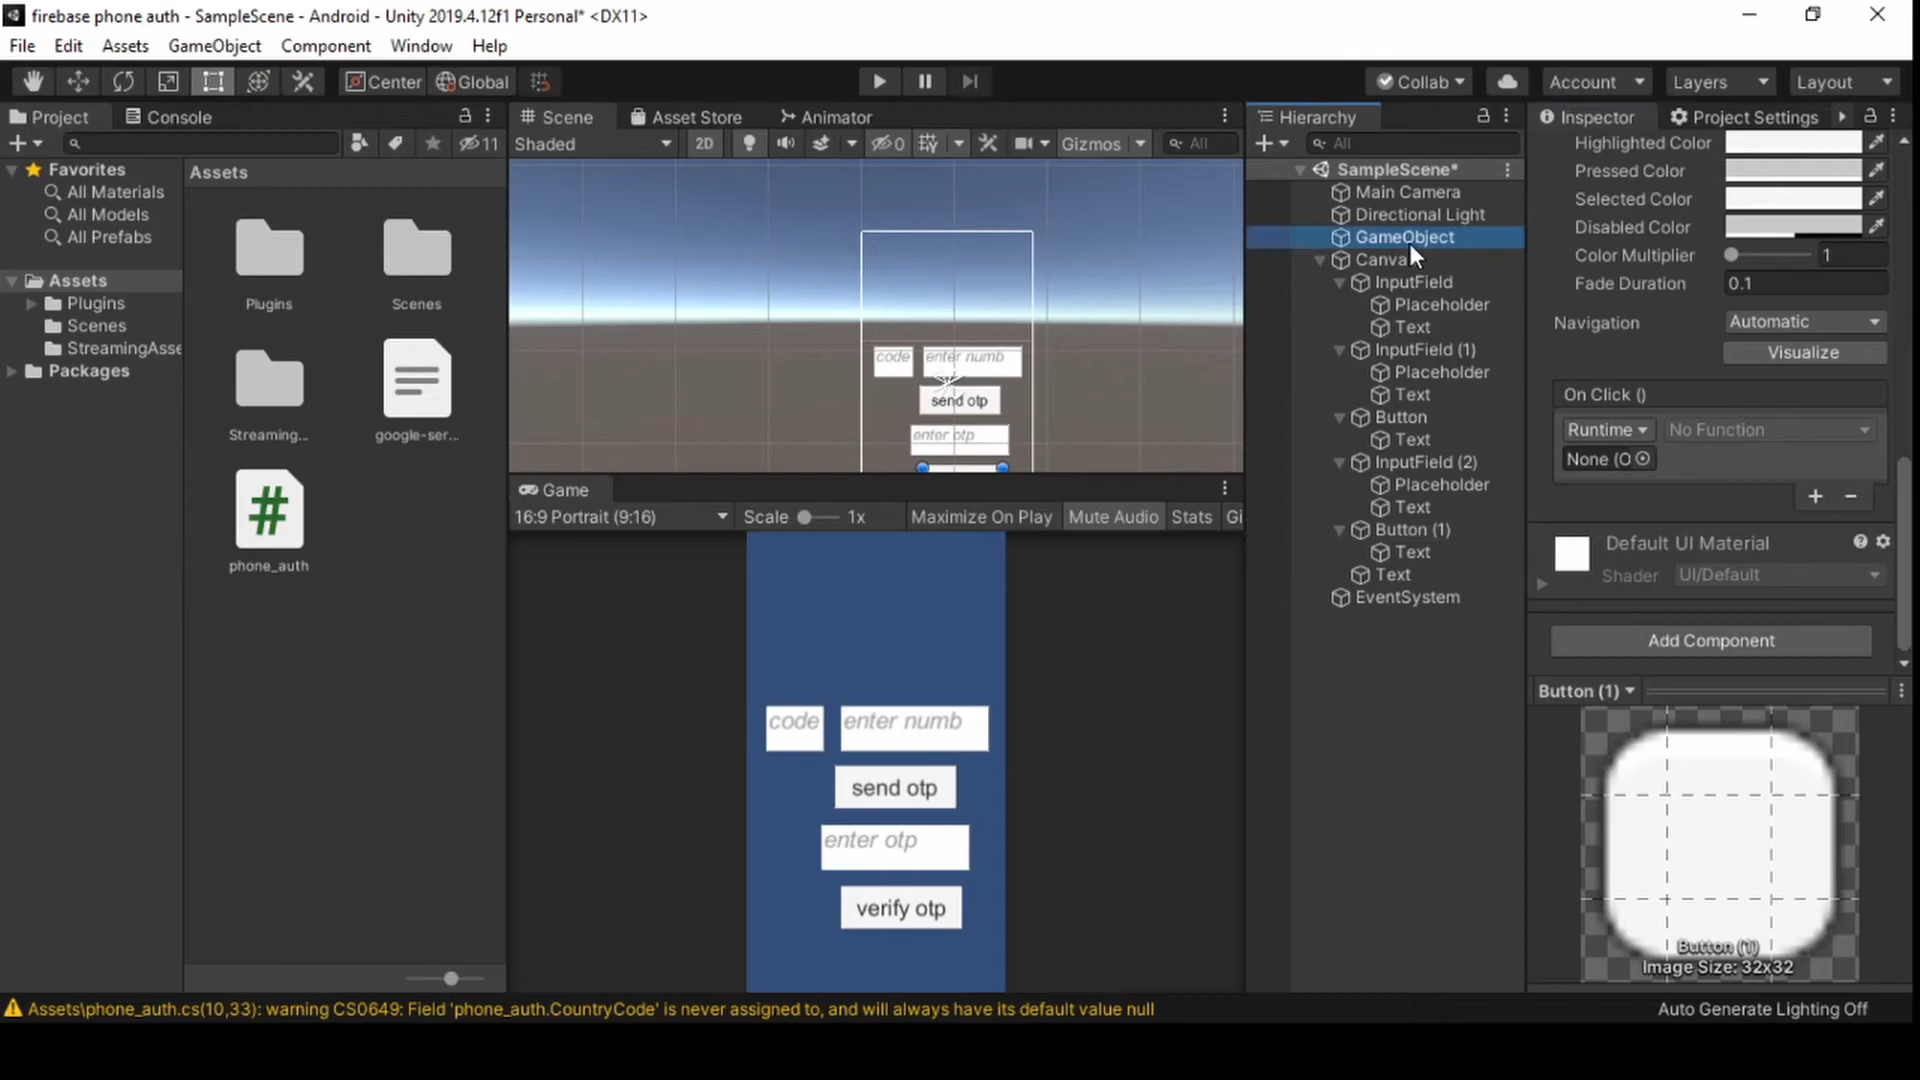 firebase phone auth - SampleScene - Android - Unity 2019.4.12f1 Personal* <DX11>
File Edit Assets GameObject Component Window Help
Center Global Collab Account Layers Layout
Project Console
11
Favorites
All Materials
All Models
All Prefabs
Assets
Plugins
Scenes
StreamingAsse
Packages
Assets
Plugins
Scenes
Streaming...
google-ser...
phone_auth
Scene Asset Store Animator
Shaded 2D 0 Gizmos All
code enter numb
send otp
enter otp
Game
16:9 Portrait (9:16) Scale 1x Maximize On Play Mute Audio Stats Gi
code enter numb
send otp
enter otp
verify otp
Hierarchy
All
SampleScene*
Main Camera
Directional Light
GameObject
Canva
InputField
Placeholder
Text
InputField (1)
Placeholder
Text
Button
Text
InputField (2)
Placeholder
Text
Button (1)
Text
Text
EventSystem
Inspector Project Settings
Highlighted Color
Pressed Color
Selected Color
Disabled Color
Color Multiplier 1
Fade Duration 0.1
Navigation Automatic
Visualize
On Click ()
Runtime No Function
None (O
Default UI Material
Shader UI/Default
Add Component
Button (1)
Button (1)
Image Size: 32x32
Assets\phone_auth.cs(10,33): warning CS0649: Field 'phone_auth.CountryCode' is never assigned to, and will always have its default value null
Auto Generate Lighting Off